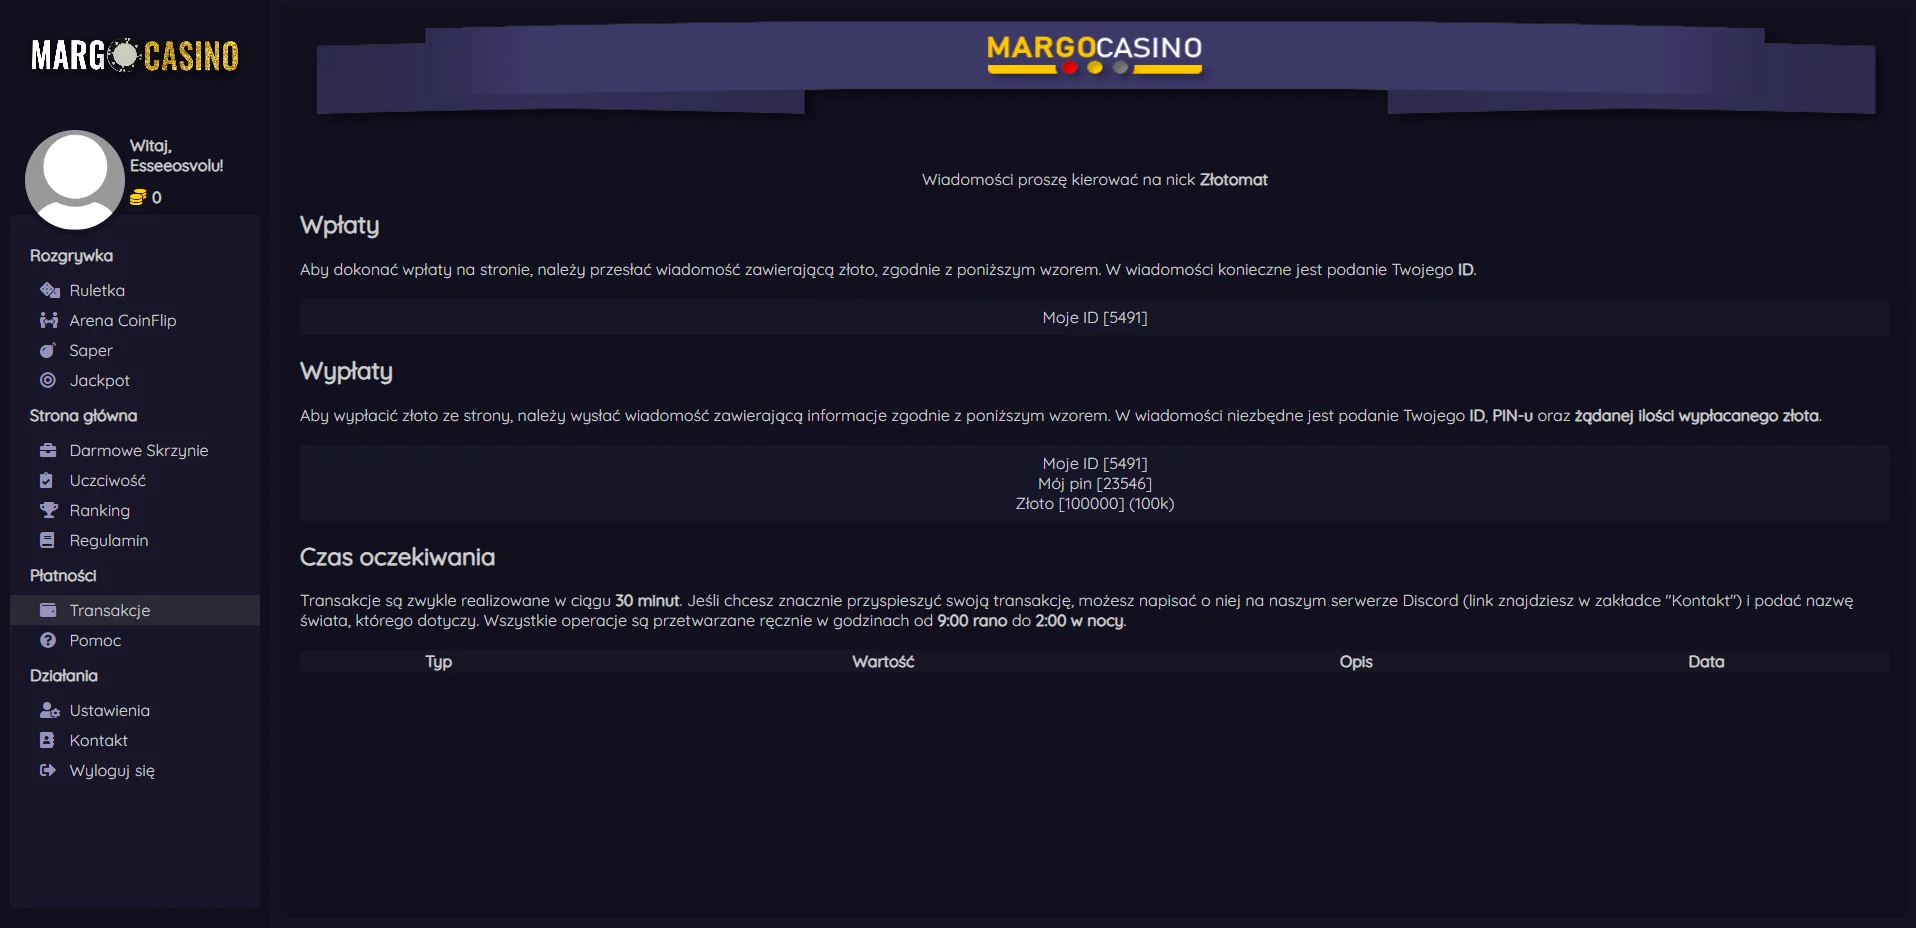 MARGO CASINO
Witaj,
Esseeosvolu!
0
Rozgrywka
Ruletka
Arena CoinFlip
Saper
Jackpot
Strona główna
Darmowe Skrzynie
Uczciwość
Ranking
Regulamin
Płatności
Transakcje
Pomoc
Działania
Ustawienia
Kontakt
Wyloguj się
MARGOCASINO
Wiadomości proszę kierować na nick Złotomat
Wpłaty
Aby dokonać wpłaty na stronie, należy przesłać wiadomość zawierającą złoto, zgodnie z poniższym wzorem. W wiadomości konieczne jest podanie Twojego ID.
Moje ID [5491]
Wypłaty
Aby wypłacić złoto ze strony, należy wysłać wiadomość zawierającą informacje zgodnie z poniższym wzorem. W wiadomości niezbędne jest podanie Twojego ID, PIN-u oraz żądanej ilości wypłacanego złota.
Moje ID [5491]
Mój pin [23546]
Złoto [100000] (100k)
Czas oczekiwania
Transakcje są zwykle realizowane w ciągu 30 minut. Jeśli chcesz znacznie przyspieszyć swoją transakcję, możesz napisać o niej na naszym serwerze Discord (link znajdziesz w zakładce "Kontakt") i podać nazwę
świata, którego dotyczy. Wszystkie operacje są przetwarzane ręcznie w godzinach od 9:00 rano do 2:00 w nocy.
Typ Wartość Opis Data